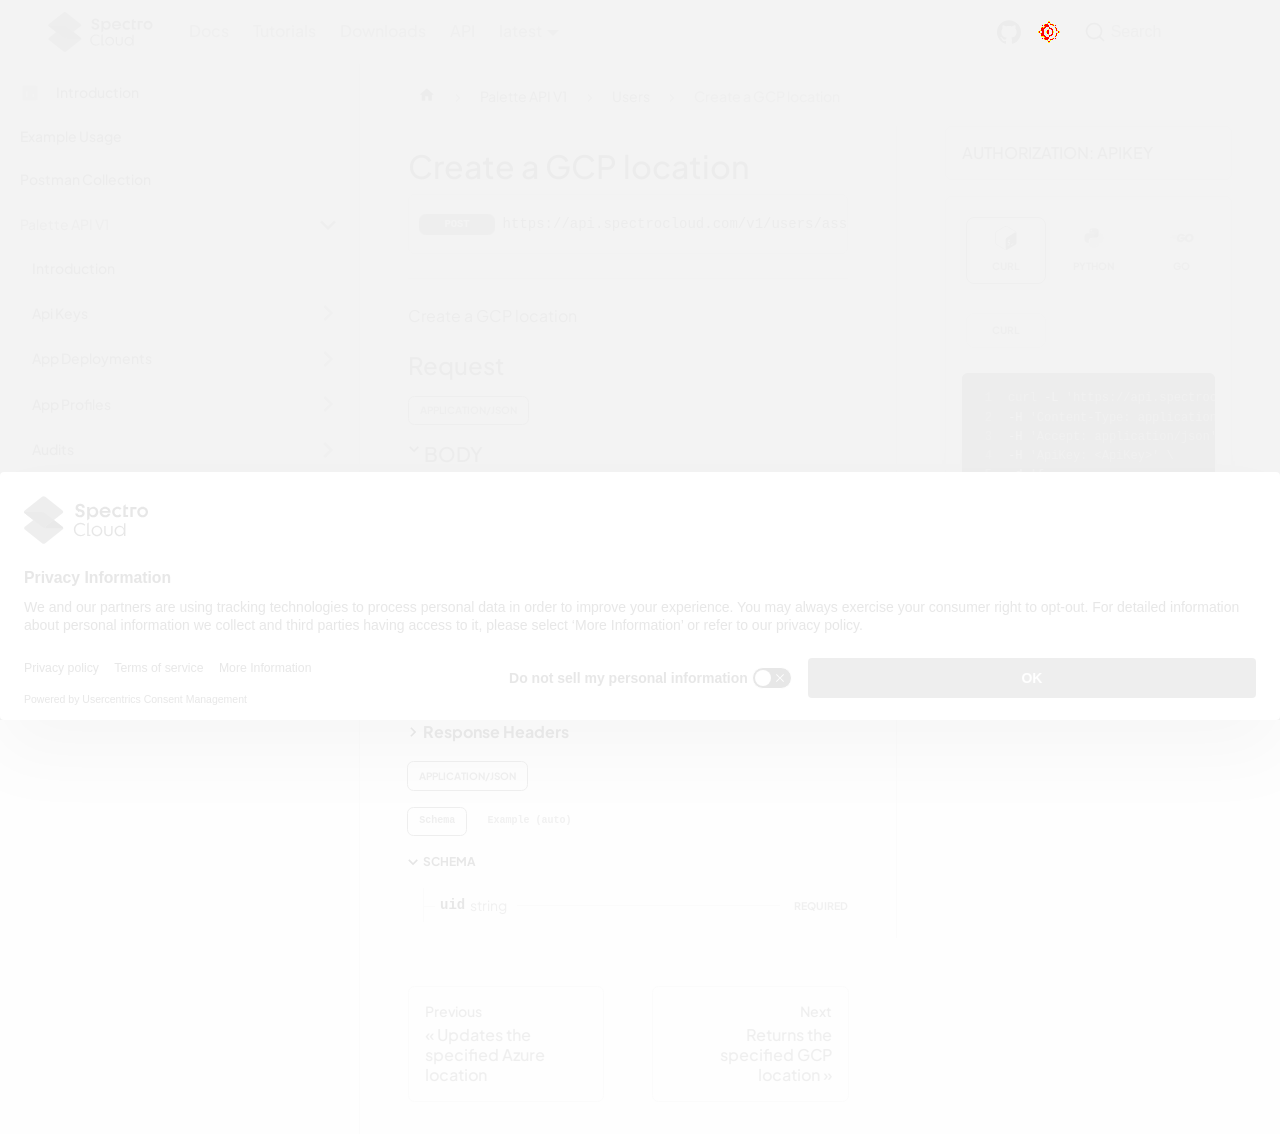 Spectro Cloud
Docs Tutorials Downloads API latest
Search
Introduction
Example Usage
Postman Collection
Palette API V1
Introduction
Api Keys
App Deployments
App Profiles
Audits
Palette API V1
Users
Create a GCP location
Create a GCP location
https://api.spectrocloud.com/v1/users/ass
Create a GCP location
Request
APPLICATION/JSON
BODY
AUTHORIZATION: APIKEY
CURL PYTHON GO
CURL
Spectro
Cloud
Privacy Information
We and our partners are using tracking technologies to process personal data in order to improve your experience. You may always exercise your consumer right to opt-out. For detailed information
about personal information we collect and third parties having access to it, please select 'More Information' or refer to our privacy policy.
Privacy policy Terms of service More Information
Do not sell my personal information
OK
Powered by Usercentrics Consent Management
Response Headers
APPLICATION/JSON
Schema Example (auto)
SCHEMA
uid string REQUIRED
Previous
« Updates the
specified Azure
location
Next
Returns the
specified GCP
location »